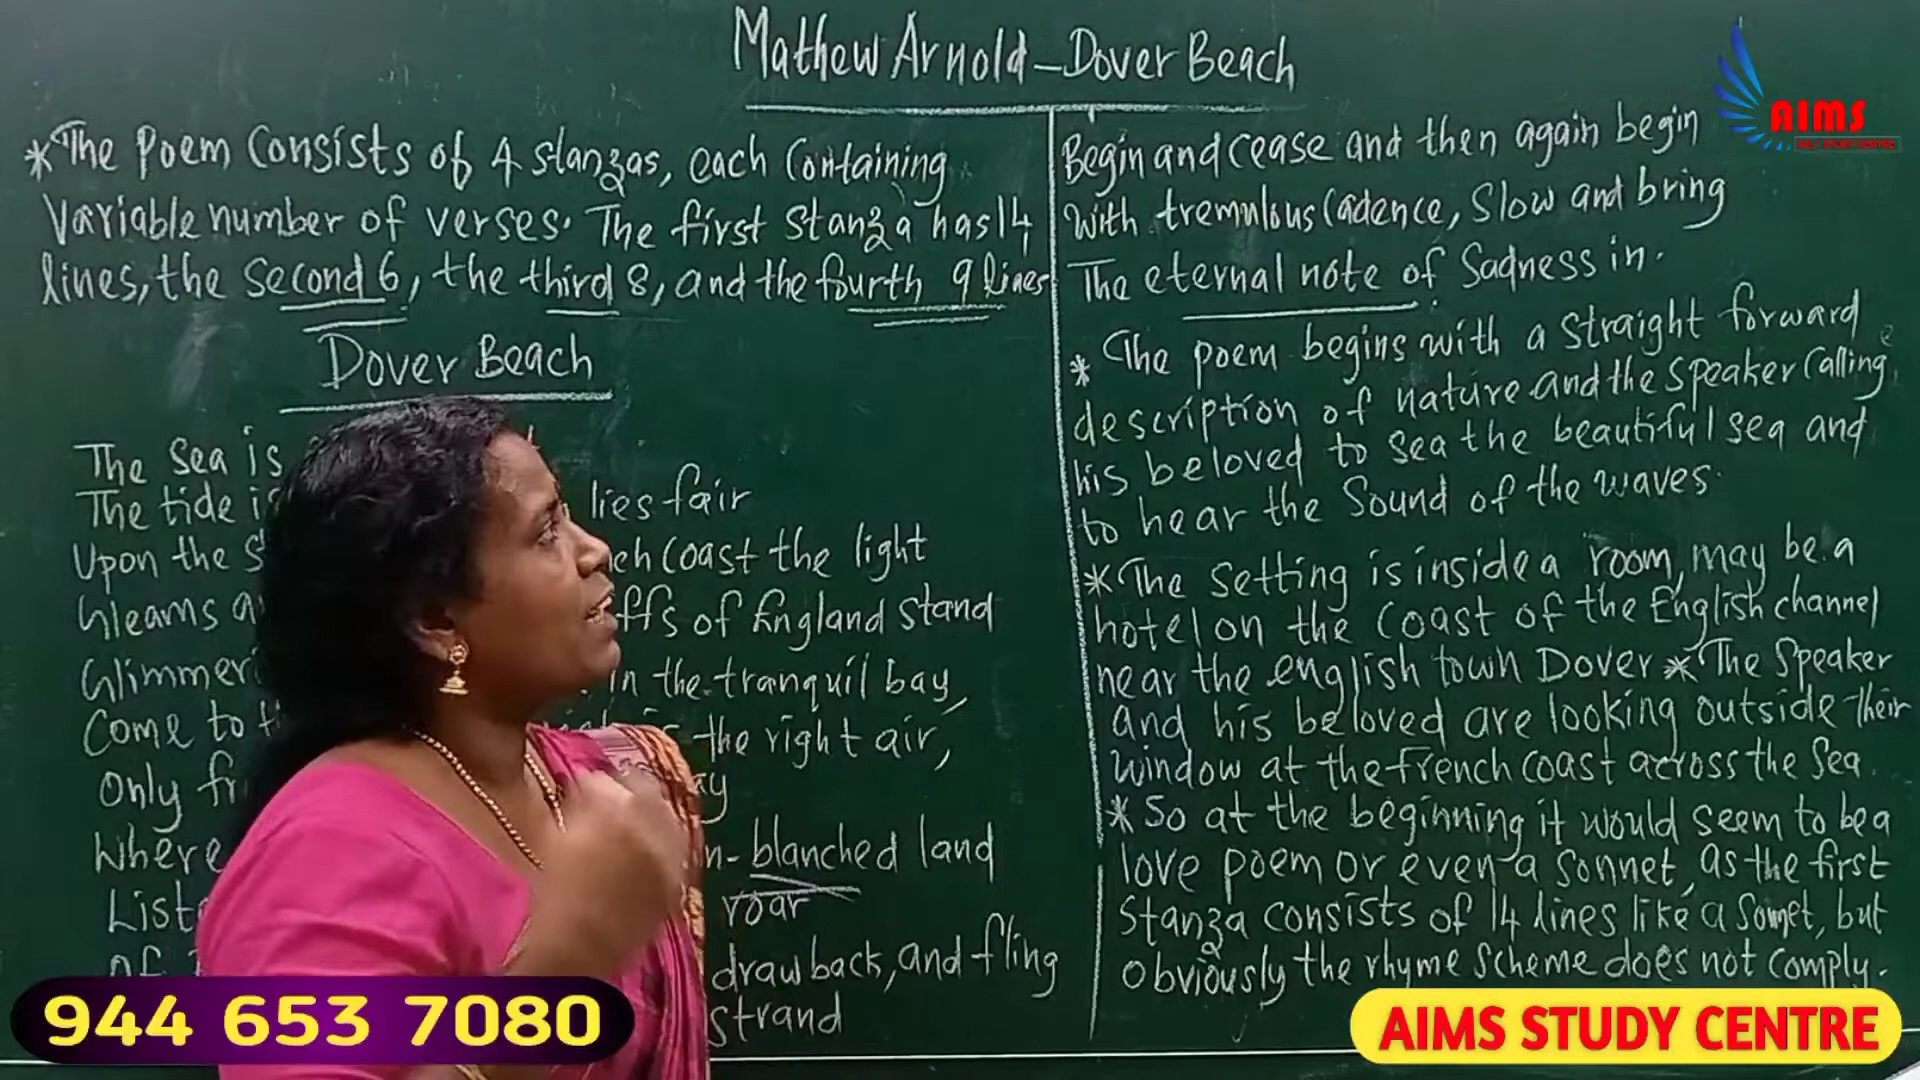 Mathew Arnold - Dover Beach
AIMS
AIMS STUDY CENTRE
*The Poem Consists of 4 stanzas, each Containing
Variable number of verses. The first stanza has 14
lines, the second 6, the third 8, and the fourth 9 lines
Dover Beach
The Sea is
The tide is lies fair
Upon the s ch coast the light
Gleams a ffs of England Stand
Glimmeri in the tranquil bay,
Come to t the right air,
Only fr ay
Where n-blanched land
List roar
of drawback, and fling
strand
Begin and cease and then again begin
With tremulous Cadence, Slow and bring
The eternal note of Sadness in.
* The poem begins with a straight forward
description of nature and the speaker Calling
his beloved to sea the beautiful sea and
to hear the Sound of the waves.
*The Setting is inside a room, may be a
hotel on the coast of the English channel
near the english town Dover * The Speaker
and his beloved are looking outside their
window at the french coast across the Sea.
*So at the beginning it would seem to be a
love poem or even a sonnet, as the first
Stanza consists of 14 lines like a Sonnet, but
obviously the rhyme scheme does not comply.
944 653 7080
AIMS STUDY CENTRE